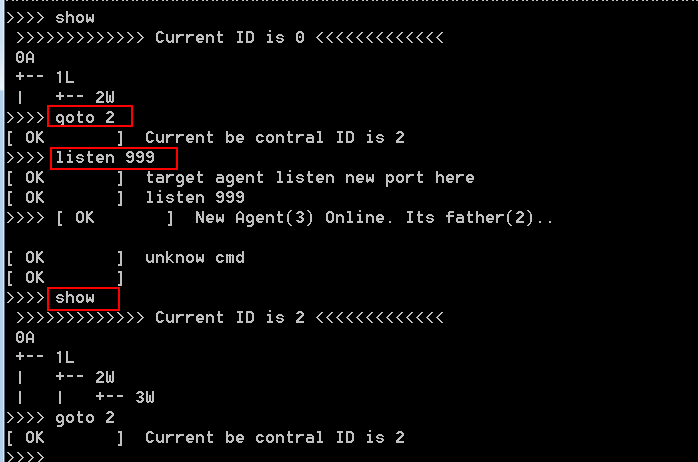 >>>> show
>>>>>>>>>>>>> Current ID is 0 <<<<<<<<<<<<<
0A
+-- 1L
|   +-- 2W
>>>> goto 2
[ OK       ]  Current be contral ID is 2
>>>> listen 999
[ OK       ]  target agent listen new port here
[ OK       ]  listen 999
>>>> [ OK       ]  New Agent(3) Online. Its father(2)..
[ OK       ]  unknow cmd
[ OK       ]
>>>> show
>>>>>>>>>>>>> Current ID is 2 <<<<<<<<<<<<<
0A
+-- 1L
|   +-- 2W
|   |   +-- 3W
>>>> goto 2
[ OK       ]  Current be contral ID is 2
>>>>